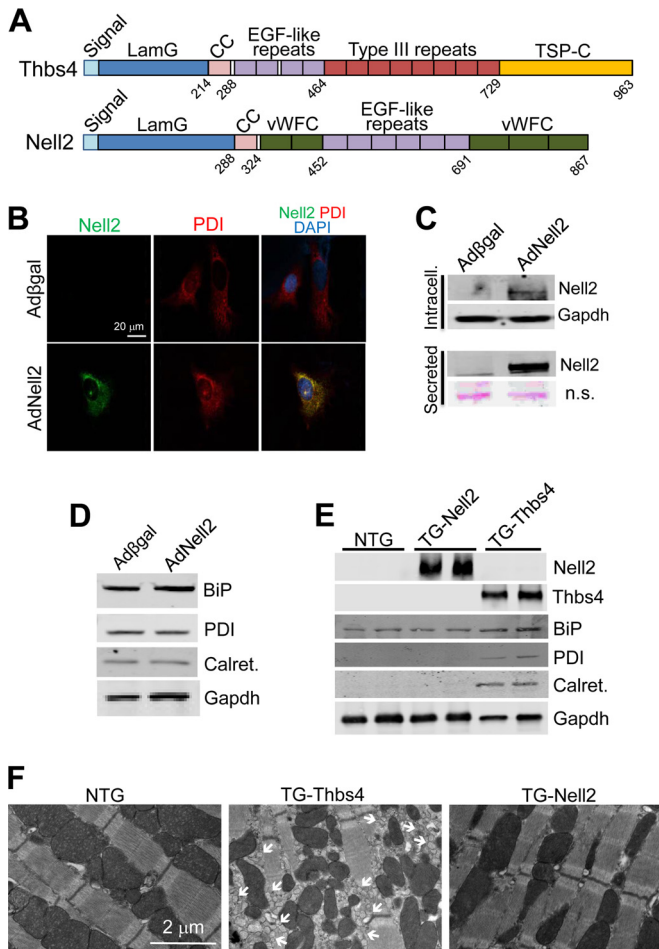 A
Signal
LamG
CC
EGF-like
repeats
Type III repeats
TSP-C
Thbs4
214
288
464
729
963
Signal
LamG
CC
vWFC
EGF-like
repeats
vWFC
Nell2
288
324
452
691
867
B
Nell2
PDI
Nell2 PDI
DAPI
Adβgal
20 μm
AdNell2
C
Adβgal
AdNell2
Intracell.
Nell2
Gapdh
Secreted
Nell2
n.s.
D
Adβgal
AdNell2
BiP
PDI
Calret.
Gapdh
E
NTG
TG-Nell2
TG-Thbs4
Nell2
Thbs4
BiP
PDI
Calret.
Gapdh
F
NTG
TG-Thbs4
TG-Nell2
2 μm